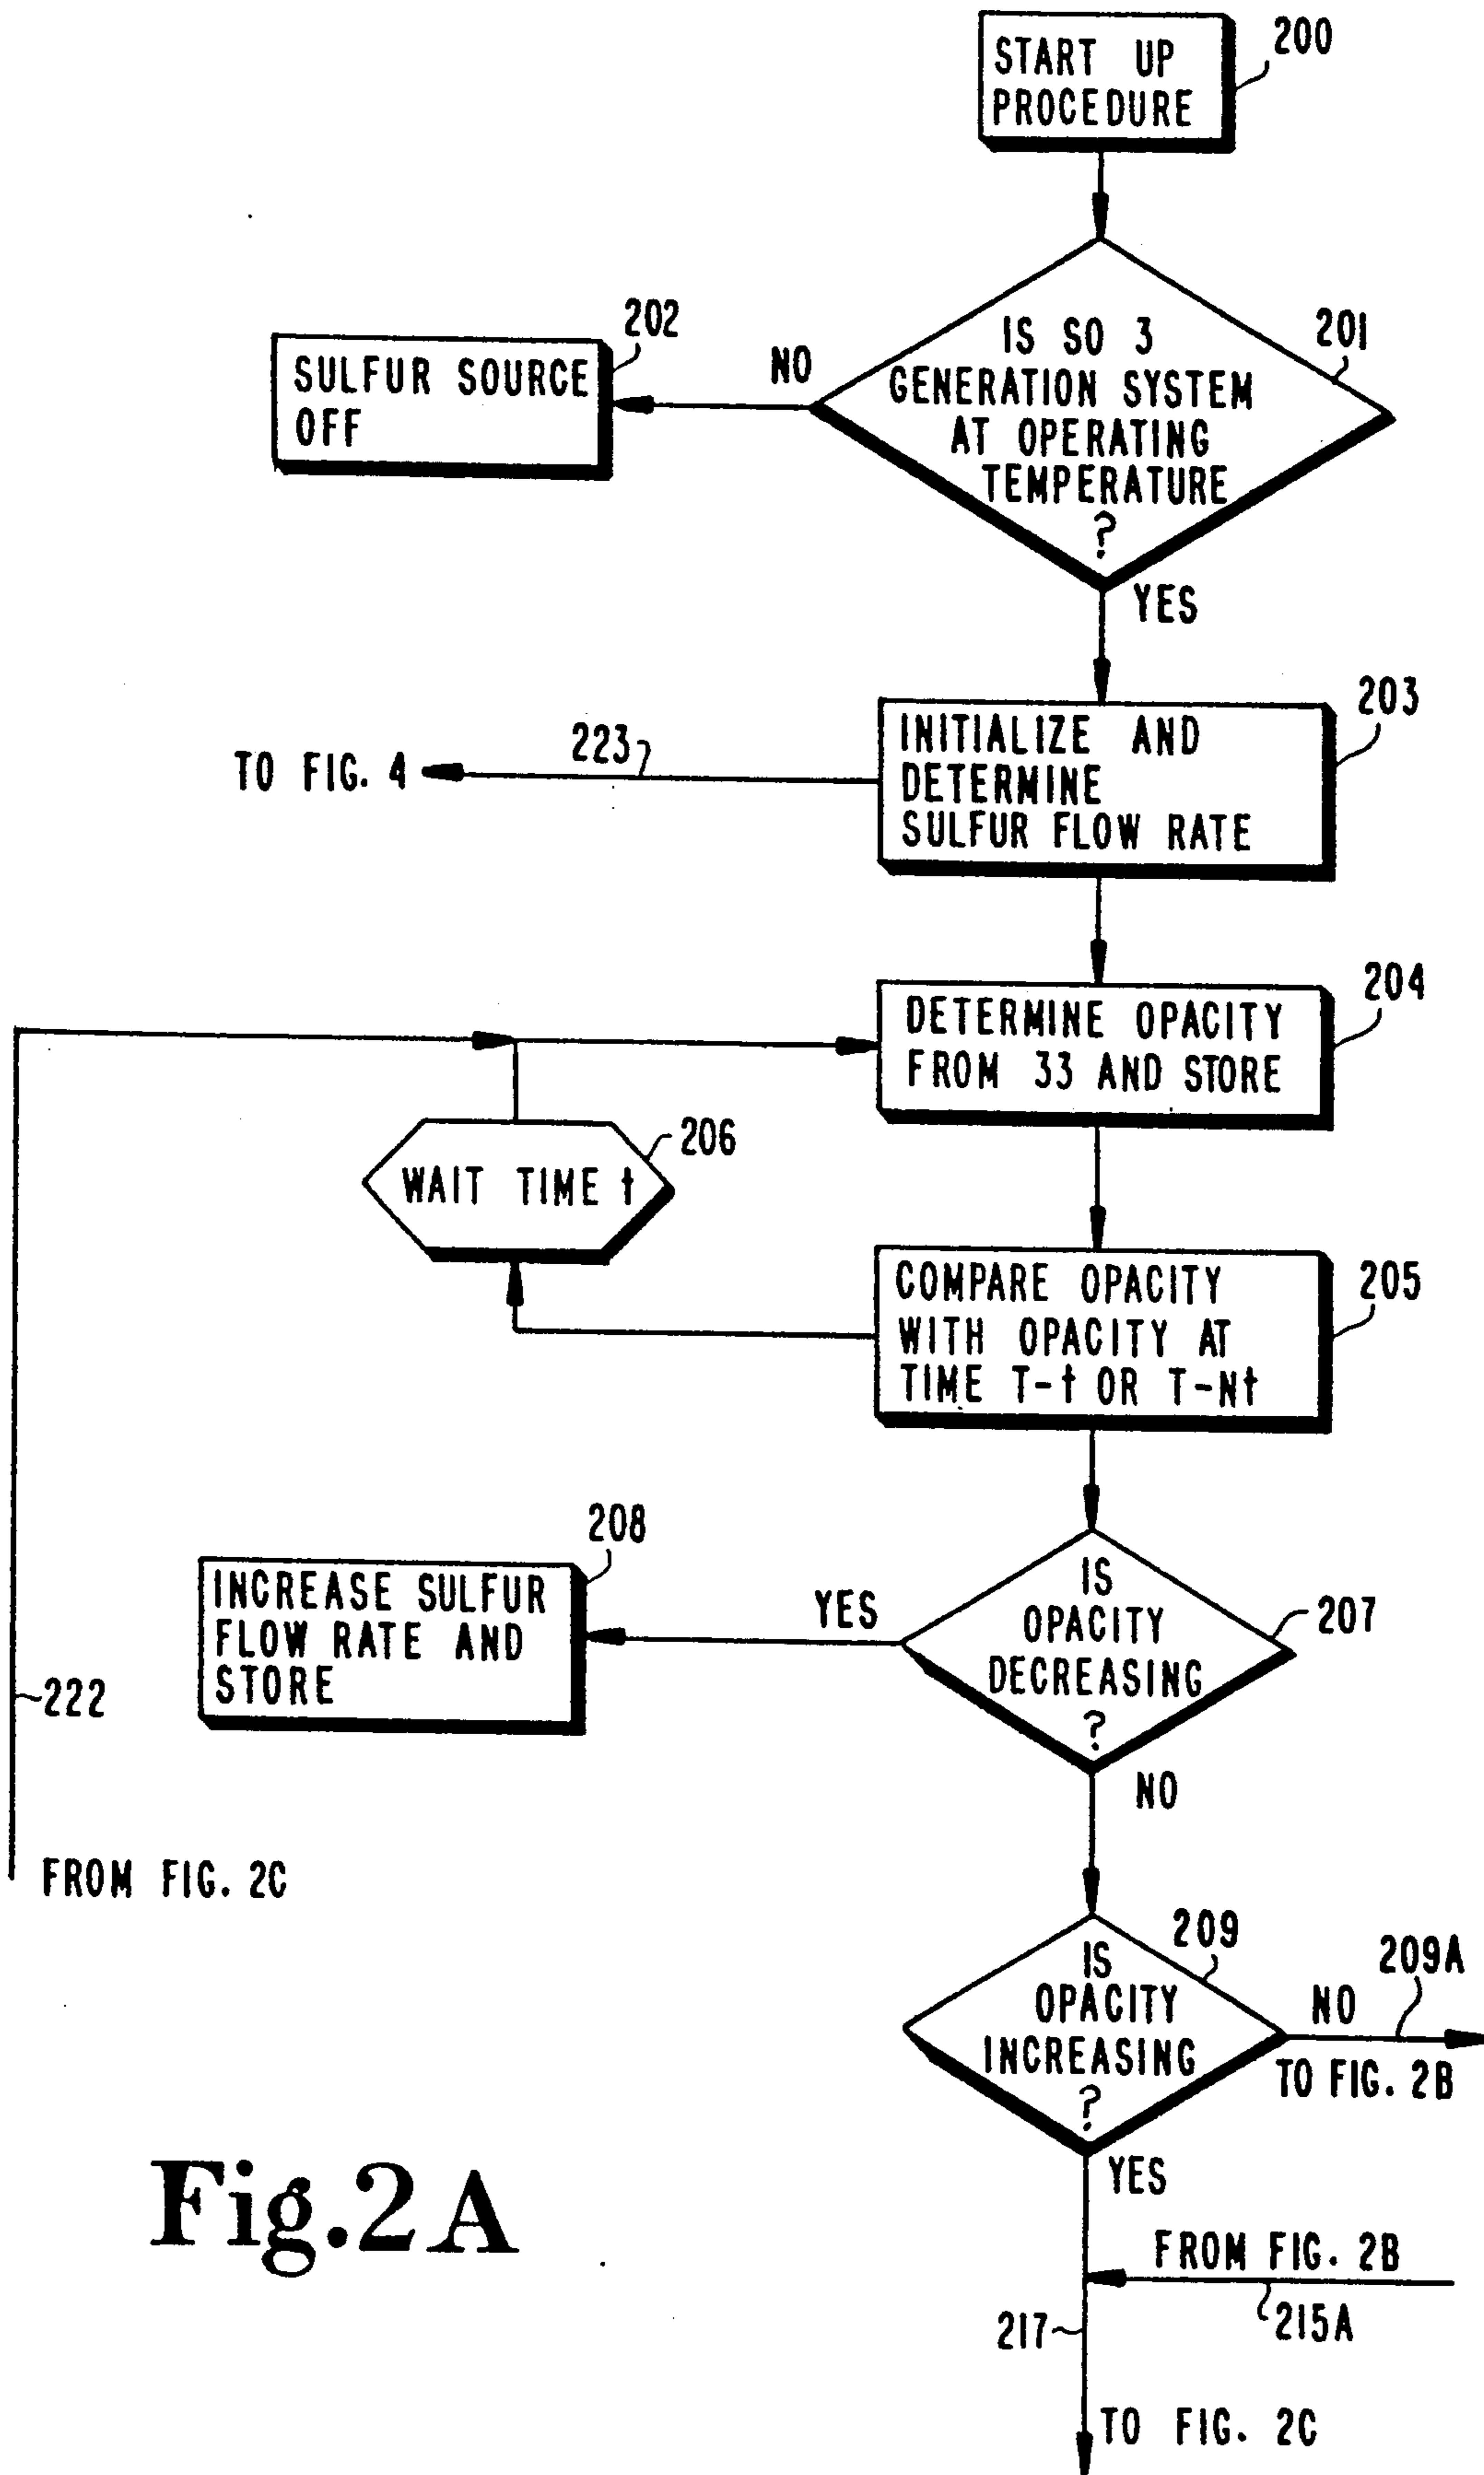 START UP
PROCEDURE
200
202
SULFUR SOURCE
OFF
NO
IS SO 3
GENERATION SYSTEM
AT OPERATING
TEMPERATURE
?
201
YES
TO FIG. 4
223
INITIALIZE AND
DETERMINE
SULFUR FLOW RATE
203
DETERMINE OPACITY
FROM 33 AND STORE
204
WAIT TIME t
206
COMPARE OPACITY
WITH OPACITY AT
TIME T-t OR T-Nt
205
208
INCREASE SULFUR
FLOW RATE AND
STORE
YES
IS
OPACITY
DECREASING
?
207
NO
222
FROM FIG. 2C
IS
OPACITY
INCREASING
?
209
NO
209A
TO FIG. 2B
YES
FROM FIG. 2B
215A
217
TO FIG. 2C
Fig.2A